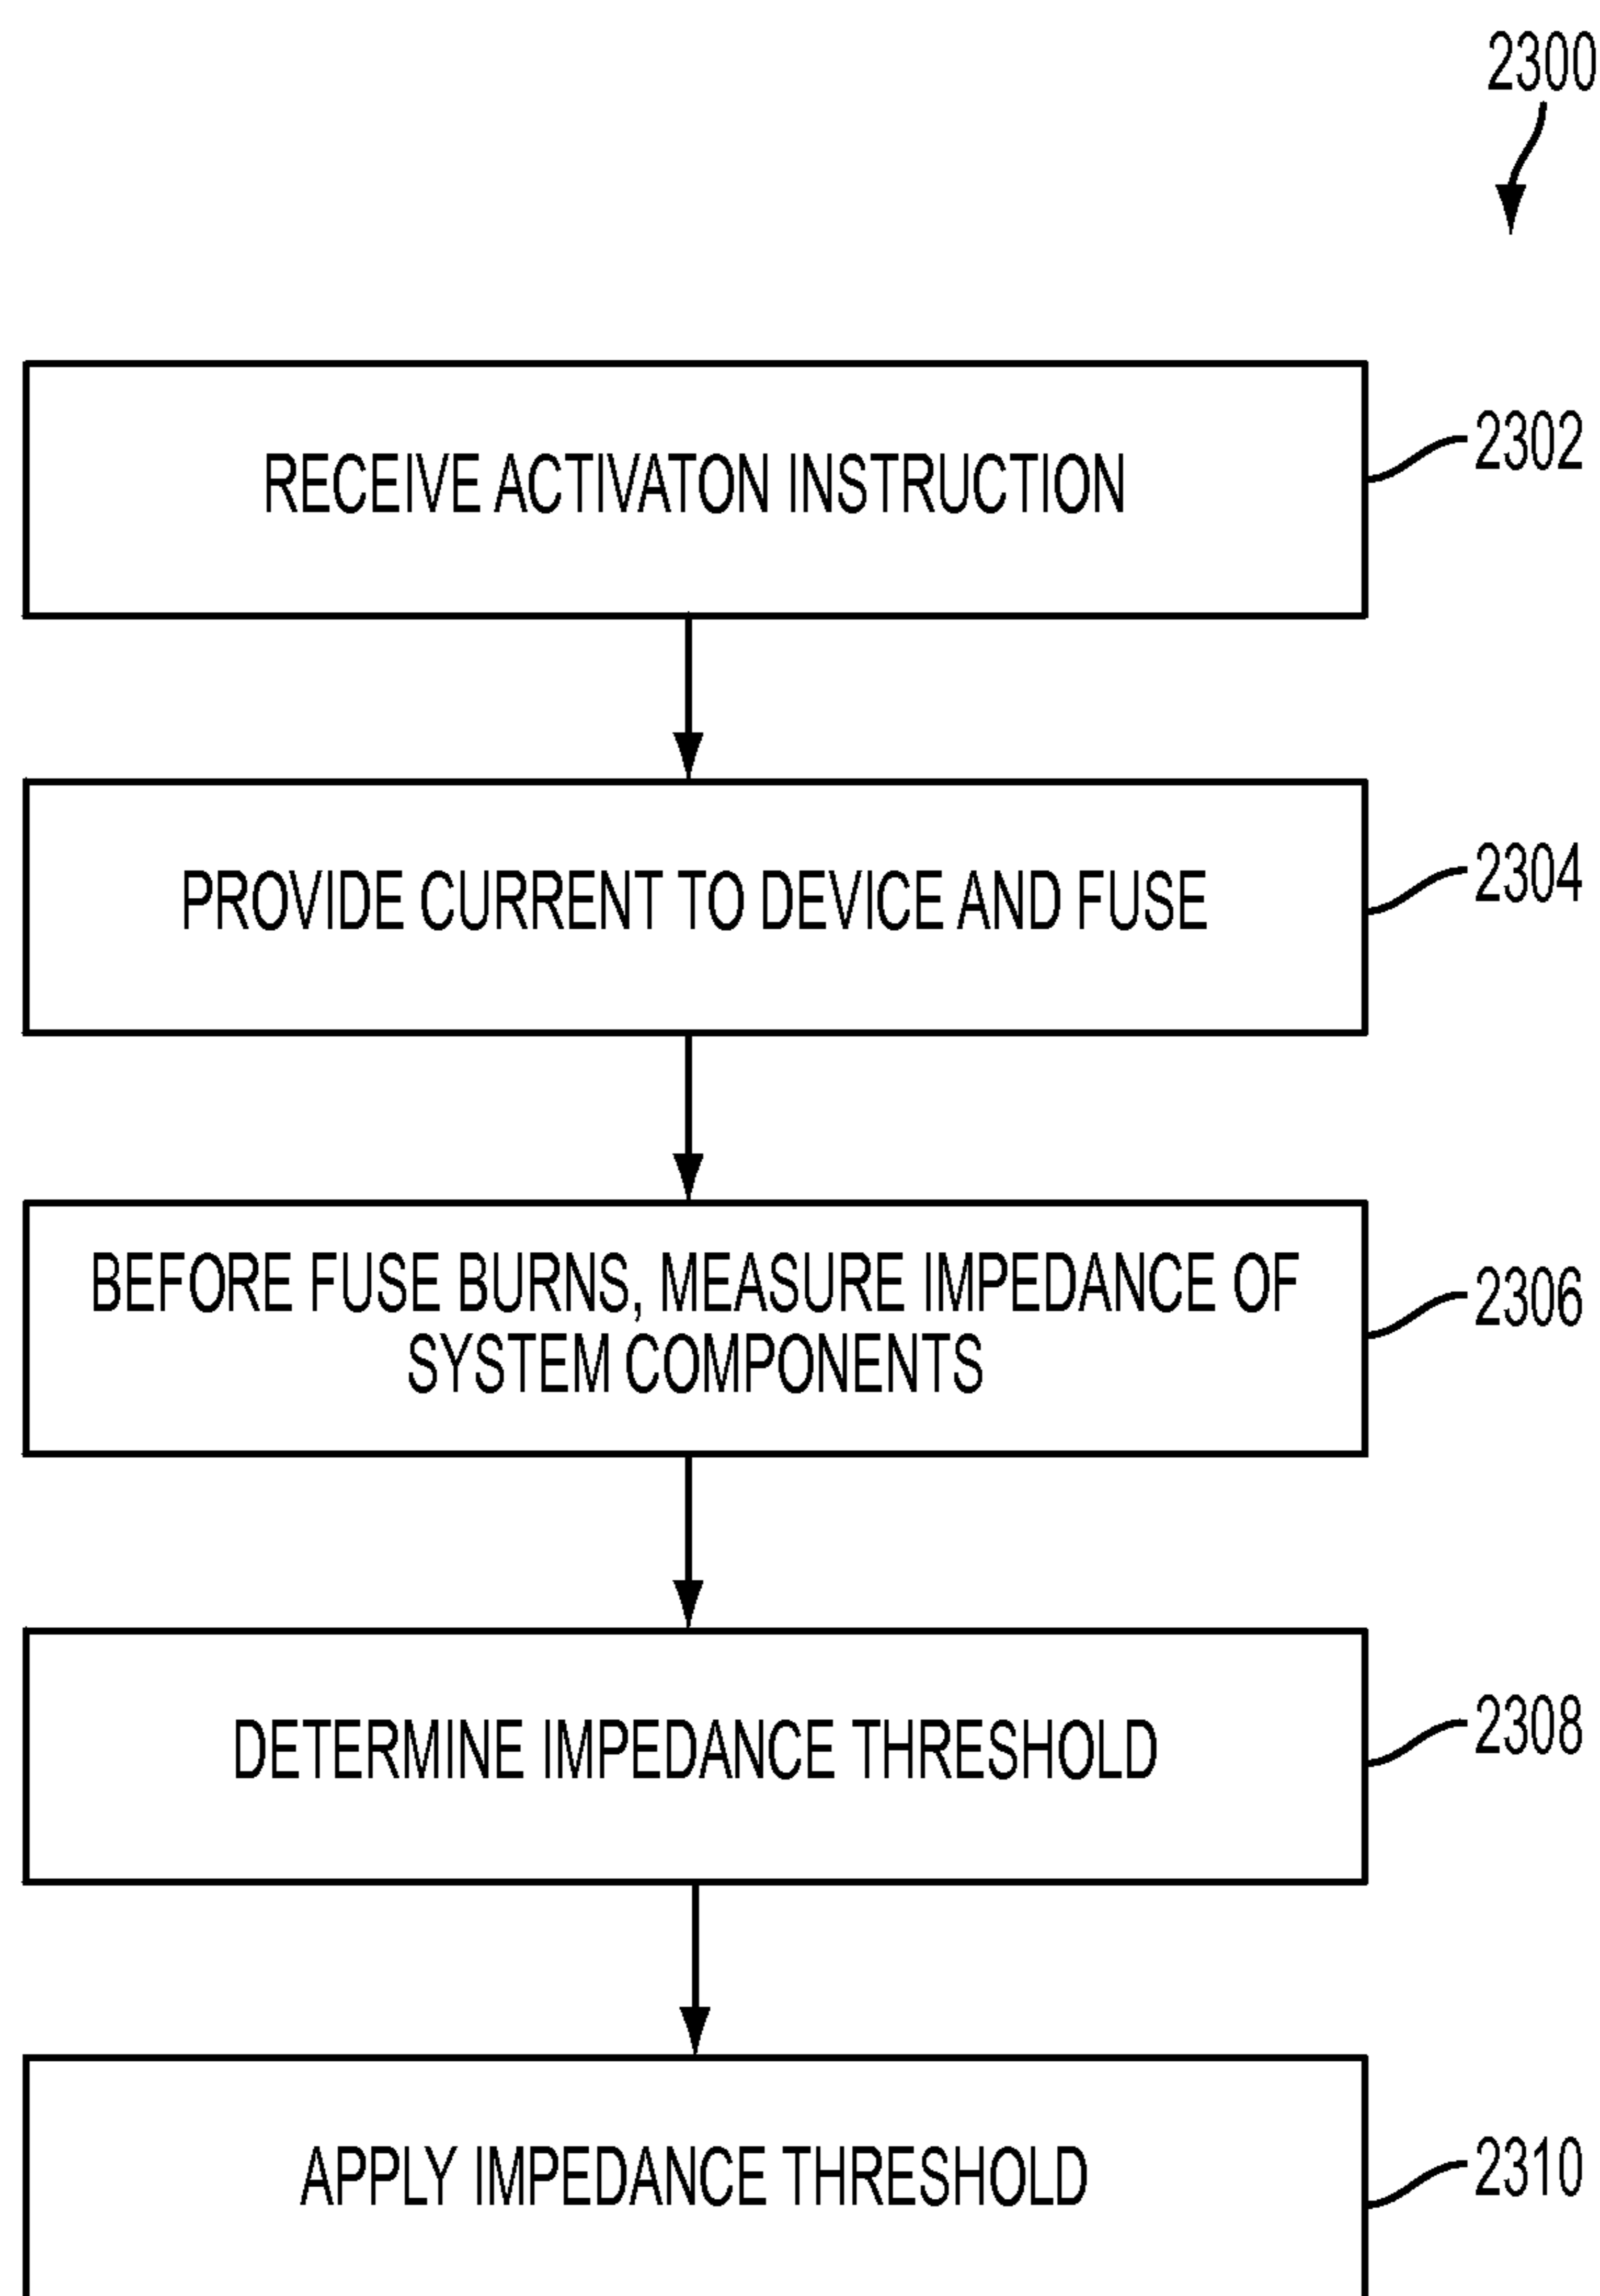 2300
RECEIVE ACTIVATON INSTRUCTION
2302
PROVIDE CURRENT TO DEVICE AND FUSE
2304
BEFORE FUSE BURNS, MEASURE IMPEDANCE OF
SYSTEM COMPONENTS
2306
DETERMINE IMPEDANCE THRESHOLD
2308
APPLY IMPEDANCE THRESHOLD
2310